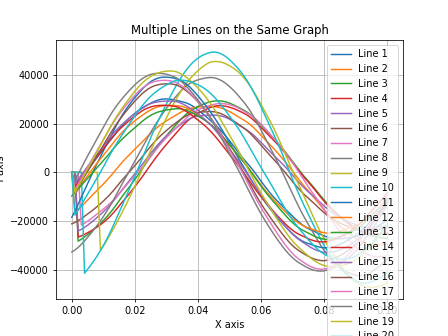 Multiple Lines on the Same Graph
40000
20000
0
−20000
−40000
0.00
0.02
0.04
0.06
X axis
Line 1
Line 2
Line 3
Line 4
Line 5
Line 6
Line 7
Line 8
Line 9
Line 10
Line 11
Line 12
Line 13
Line 14
Line 15
Line 16
Line 17
Line 18
Line 19
Line 20